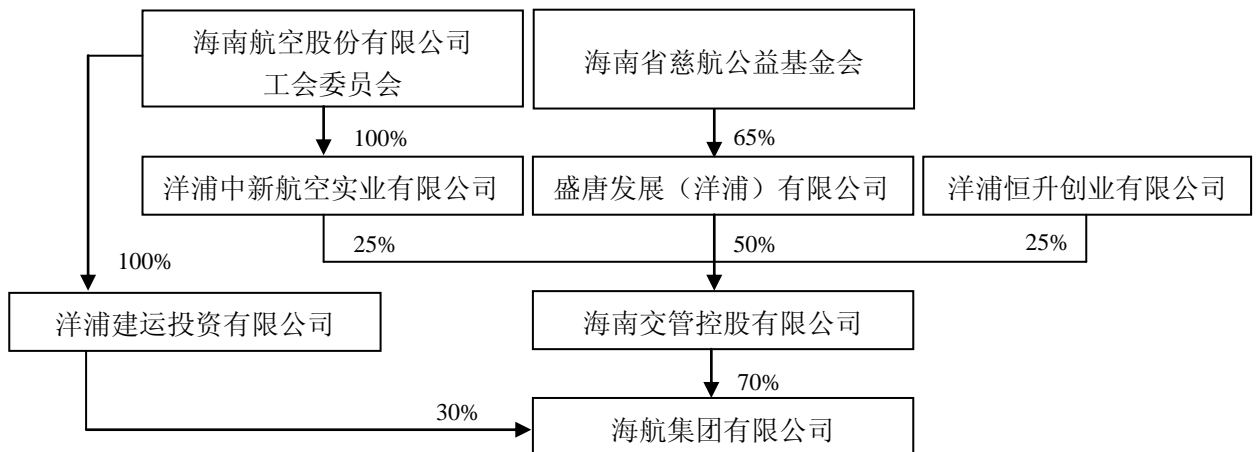 海南航空股份有限公司
工会委员会
海南省慈航公益基金会
100%
65%
洋浦中新航空实业有限公司
盛唐发展（洋浦）有限公司
洋浦恒升创业有限公司
25%
50%
25%
100%
洋浦建运投资有限公司
海南交管控股有限公司
70%
30%
海航集团有限公司